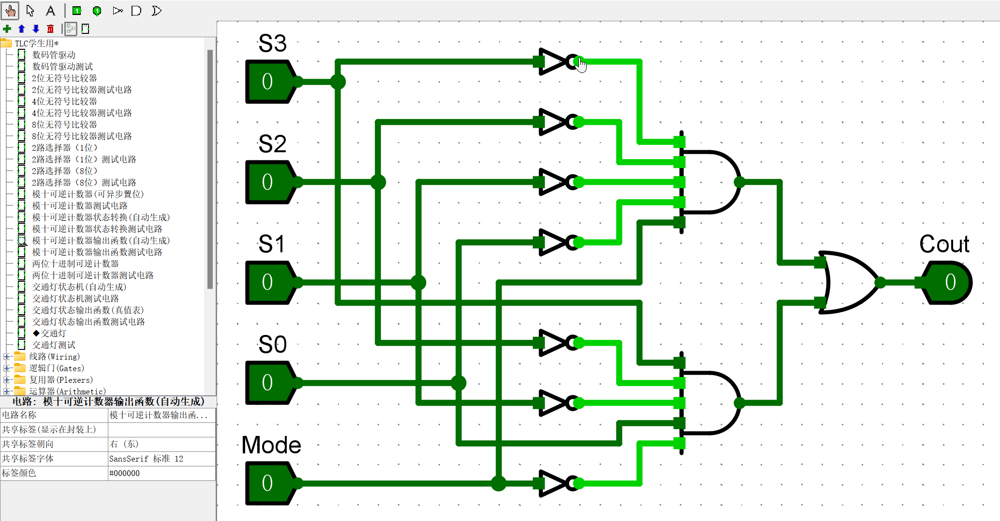 A
1
1
TLC学生用*
数码管驱动
数码管驱动测试
2位无符号比较器
2位无符号比较器测试电路
4位无符号比较器
4位无符号比较器测试电路
8位无符号比较器
8位无符号比较器测试电路
2路选择器（1位）
2路选择器（1位）测试电路
2路选择器（8位）
2路选择器（8位）测试电路
模十可逆计数器(可异步置位)
模十可逆计数器测试电路
模十可逆计数器状态转换(自动生成)
模十可逆计数器状态转换测试电路
模十可逆计数器输出函数(自动生成)
模十可逆计数器输出函数测试电路
两位十进制可逆计数器
两位十进制可逆计数器测试电路
交通灯状态机(自动生成)
交通灯状态机测试电路
交通灯状态输出函数(真值表)
交通灯状态输出函数测试电路
◆交通灯
交通灯测试
线路(Wiring)
逻辑门(Gates)
复用器(Plexers)
运算器(Arithmetic)
电路: 模十可逆计数器输出函数(自动生成)
电路名称 模十可逆计数器输出函...
共享标签(显示在封装上)
共享标签朝向 右 (东)
共享标签字体 SansSerif 标准 12
标签颜色 #000000
S3
0
S2
0
S1
0
S0
0
Mode
0
Cout
0